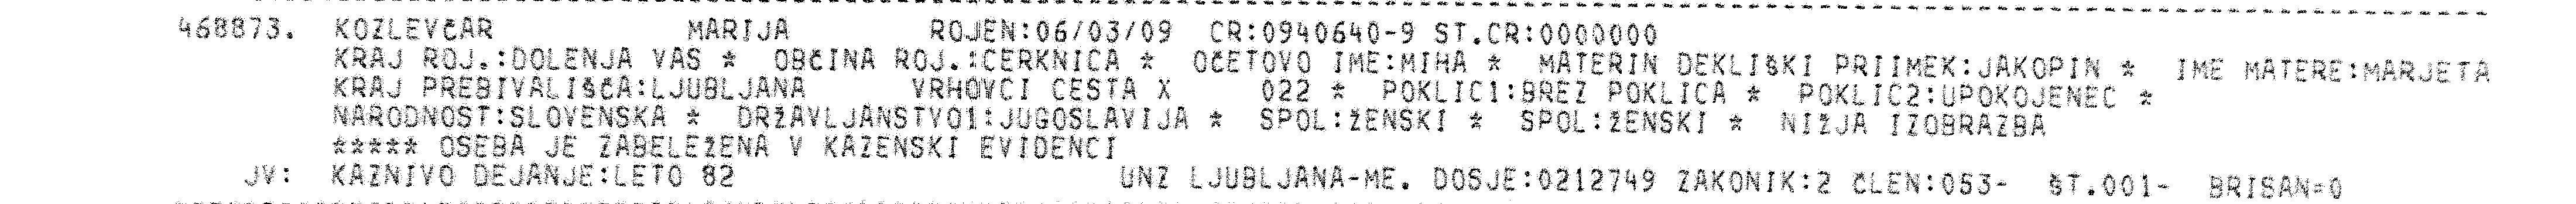 468873. KOZLEVČAR MARIJA ROJEN:06/03/09 CR:0940640-9 ST.CR:0000000
KRAJ ROJ.:DOLENJA VAS * OBČINA ROJ.:CERKNICA * OČETOVO IME:MIHA * MATERIN DEKLIŠKI PRIIMEK:JAKOPIN * IME MATERE:MARJETA
KRAJ PREBIVALIŠČA:LJUBLJANA VRHOVCI CESTA X 022 * POKLIC1:BREZ POKLICA * POKLIC2:UPOKOJENEC *
NARODNOST:SLOVENSKA * DRŽAVLJANSTVO1:JUGOSLAVIJA * SPOL:ŽENSKI * SPOL:ŽENSKI * NIŽJA IZOBRAZBA
***** OSEBA JE ZABELEŽENA V KAZENSKI EVIDENCI
JV: KAZNIVO DEJANJE:LETO 82 UNZ LJUBLJANA-ME. DOSJE:0212749 ZAKONIK:2 ČLEN:053- ŠT.001- BRISAN=0